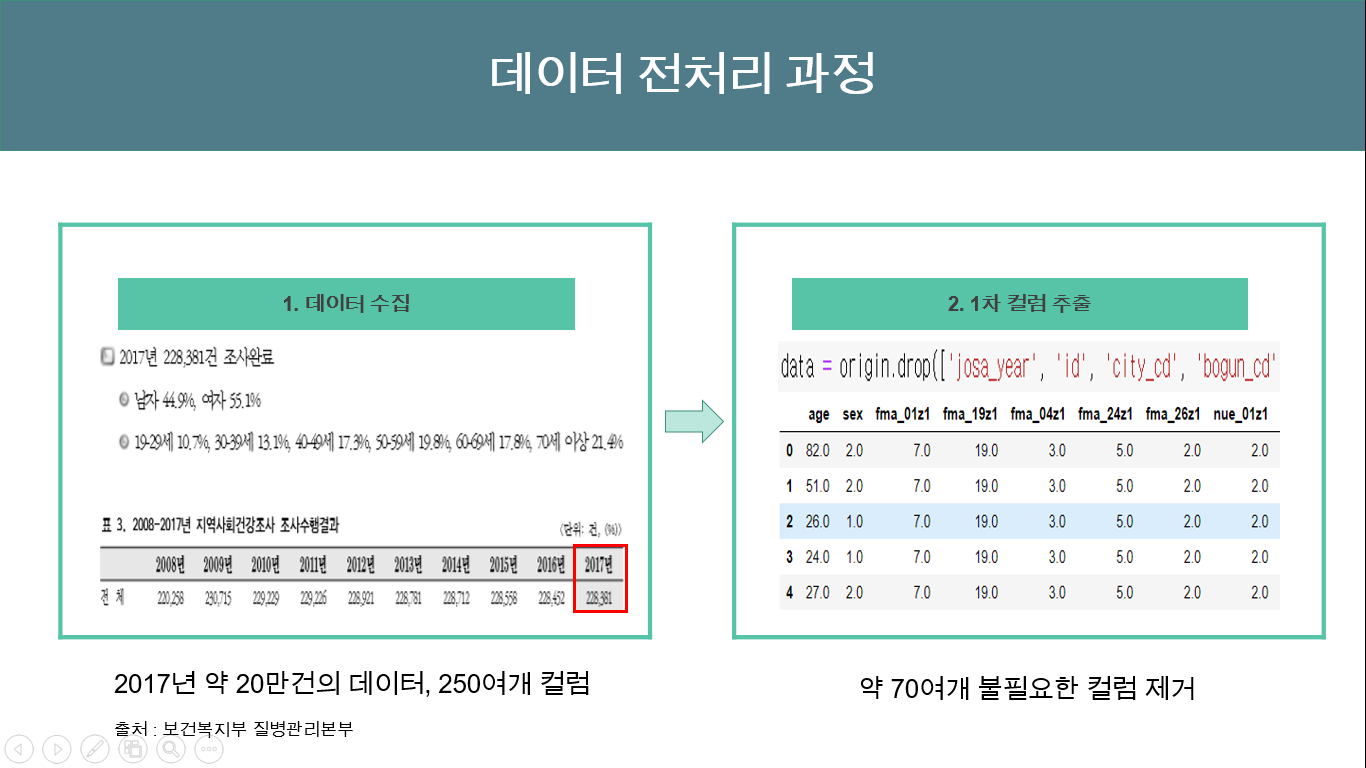 데이터 전처리 과정
1. 데이터 수집
2017년 228,381건 조사완료
남자 44.9%, 여자 55.1%
19-29세 10.7%, 30-39세 13.1%, 40-49세 17.3%, 50-59세 19.8%, 60-69세 17.8%, 70세 이상 21.4%
표 3. 2008-2017년 지역사회건강조사 조사수행결과
(단위: 건, (%))
2008년 2009년 2010년 2011년 2012년 2013년 2014년 2015년 2016년 2017년
전 체 220,258 230,715 229,229 229,226 228,921 228,781 228,712 228,558 228,452 228,381
2017년 약 20만건의 데이터, 250여개 컬럼
출처 : 보건복지부 질병관리본부
2. 1차 컬럼 추출
data = origin.drop(['josa_year', 'id', 'city_cd', 'bogun_cd'
age sex fma_01z1 fma_19z1 fma_04z1 fma_24z1 fma_26z1 nue_01z1
0 82.0 2.0 7.0 19.0 3.0 5.0 2.0 2.0
1 51.0 2.0 7.0 19.0 3.0 5.0 2.0 2.0
2 26.0 1.0 7.0 19.0 3.0 5.0 2.0 2.0
3 24.0 1.0 7.0 19.0 3.0 5.0 2.0 2.0
4 27.0 2.0 7.0 19.0 3.0 5.0 2.0 2.0
약 70여개 불필요한 컬럼 제거